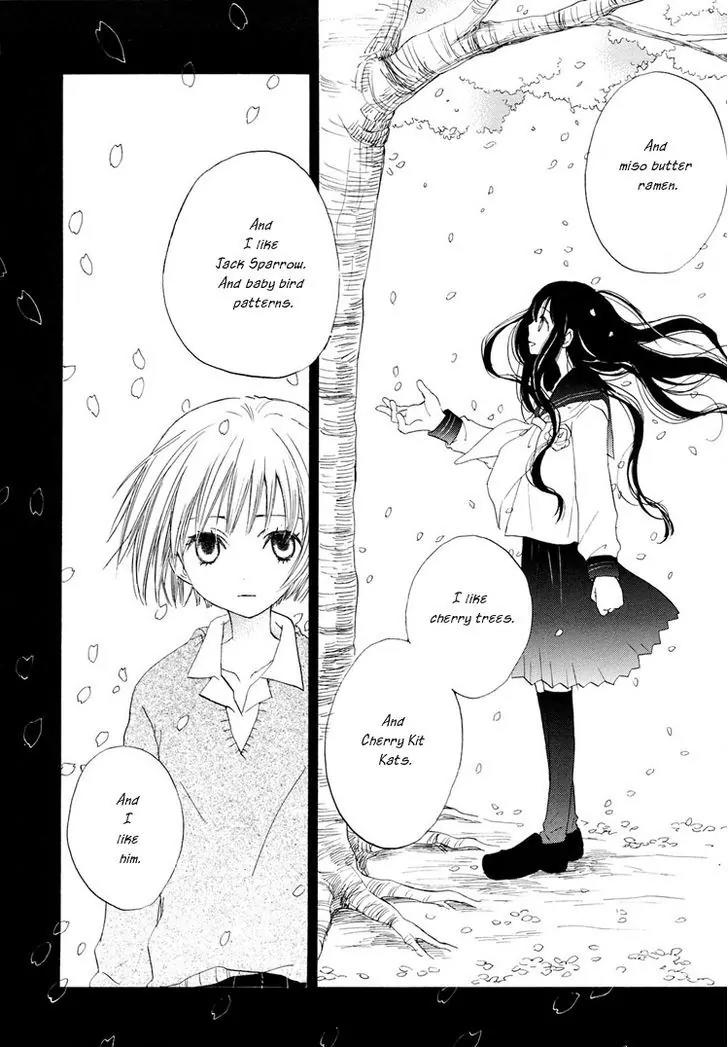 And
miso butter
ramen.
I like
cherry trees.
And
Cherry Kit
Kats.
And
I like
Jack Sparrow.
And baby bird
patterns.
And
I
like
him.